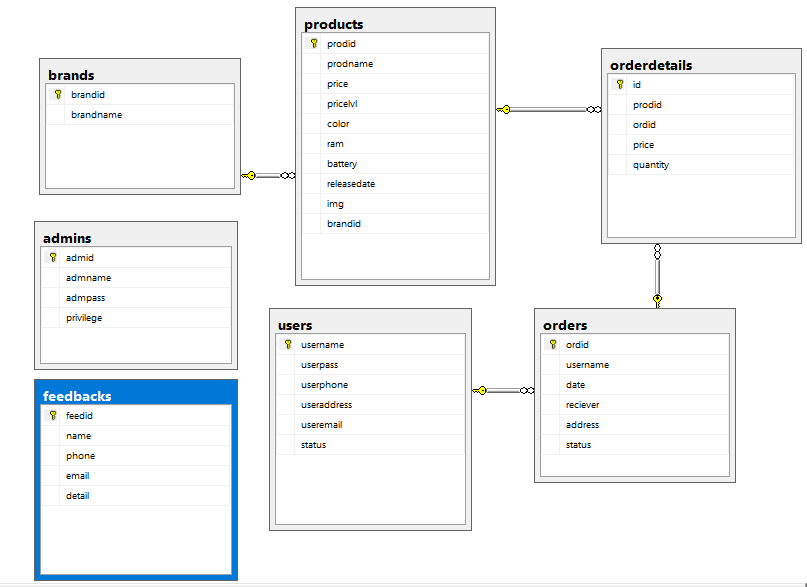 products
prodid
prodname
price
pricelvl
color
ram
battery
releasedate
img
brandid
brands
brandid
brandname
orderdetails
id
prodid
ordid
price
quantity
admins
admid
admname
admpass
privilege
users
username
userpass
userphone
useraddress
useremail
status
orders
ordid
username
date
reciever
address
status
feedbacks
feedid
name
phone
email
detail